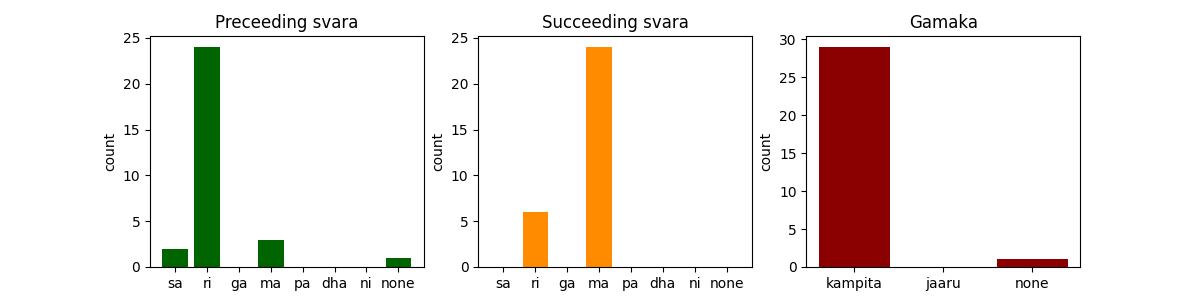 Preceeding svara
count
25
20
15
10
5
0
sa ri ga ma pa dha ni none
Succeeding svara
count
25
20
15
10
5
0
sa ri ga ma pa dha ni none
Gamaka
count
30
25
20
15
10
5
0
kampita jaaru none